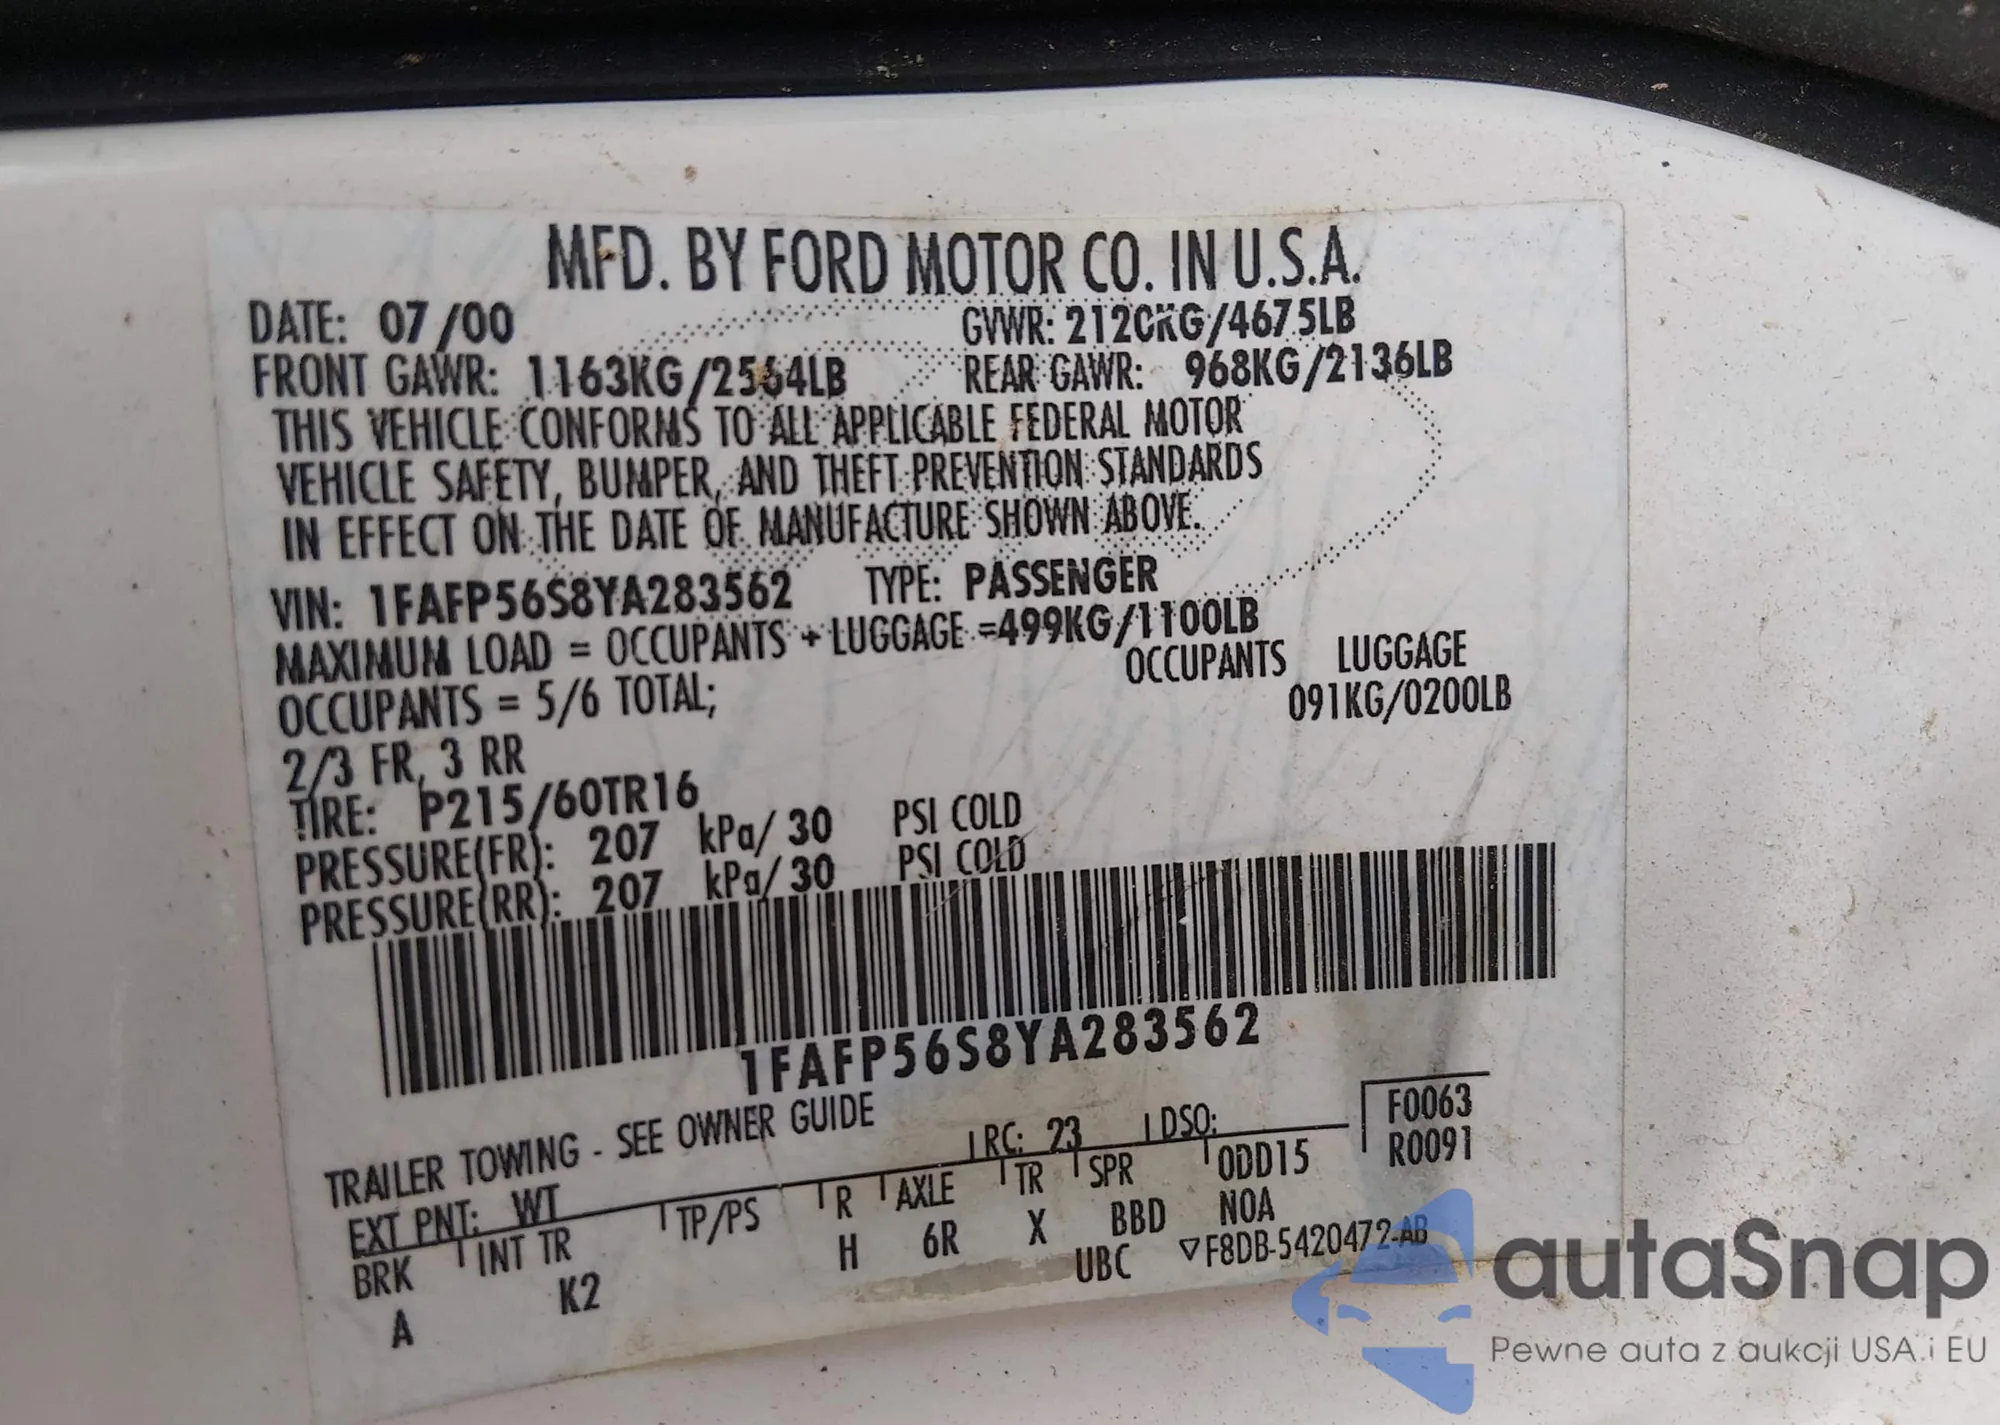 MFD. BY FORD MOTOR CO. IN U.S.A.
DATE: 07/00 GVWR: 2120KG/4675LB
FRONT GAWR: 1163KG/2564LB REAR GAWR: 968KG/2136LB
THIS VEHICLE CONFORMS TO ALL APPLICABLE FEDERAL MOTOR
VEHICLE SAFETY, BUMPER, AND THEFT PREVENTION STANDARDS
IN EFFECT ON THE DATE OF MANUFACTURE SHOWN ABOVE.
VIN: 1FAFP56S8YA283562 TYPE: PASSENGER
MAXIMUM LOAD = OCCUPANTS + LUGGAGE =499KG/1100LB
OCCUPANTS = 5/6 TOTAL; OCCUPANTS LUGGAGE
2/3 FR, 3 RR 091KG/0200LB
TIRE: P215/60TR16
PRESSURE(FR): 207 kPa/ 30 PSI COLD
PRESSURE(RR): 207 kPa/ 30 PSI COLD
1FAFP56S8YA283562
TRAILER TOWING - SEE OWNER GUIDE
EXT PNT: WT RC: 23 DSO: F0063
BRK INT TR TP/PS R AXLE TR SPR 0DD15 R0091
A K2 H 6R X BBD NOA
UBC ▽F8DB-5420472-AB
autaSnap
Pewne auta z aukcji USA i EU